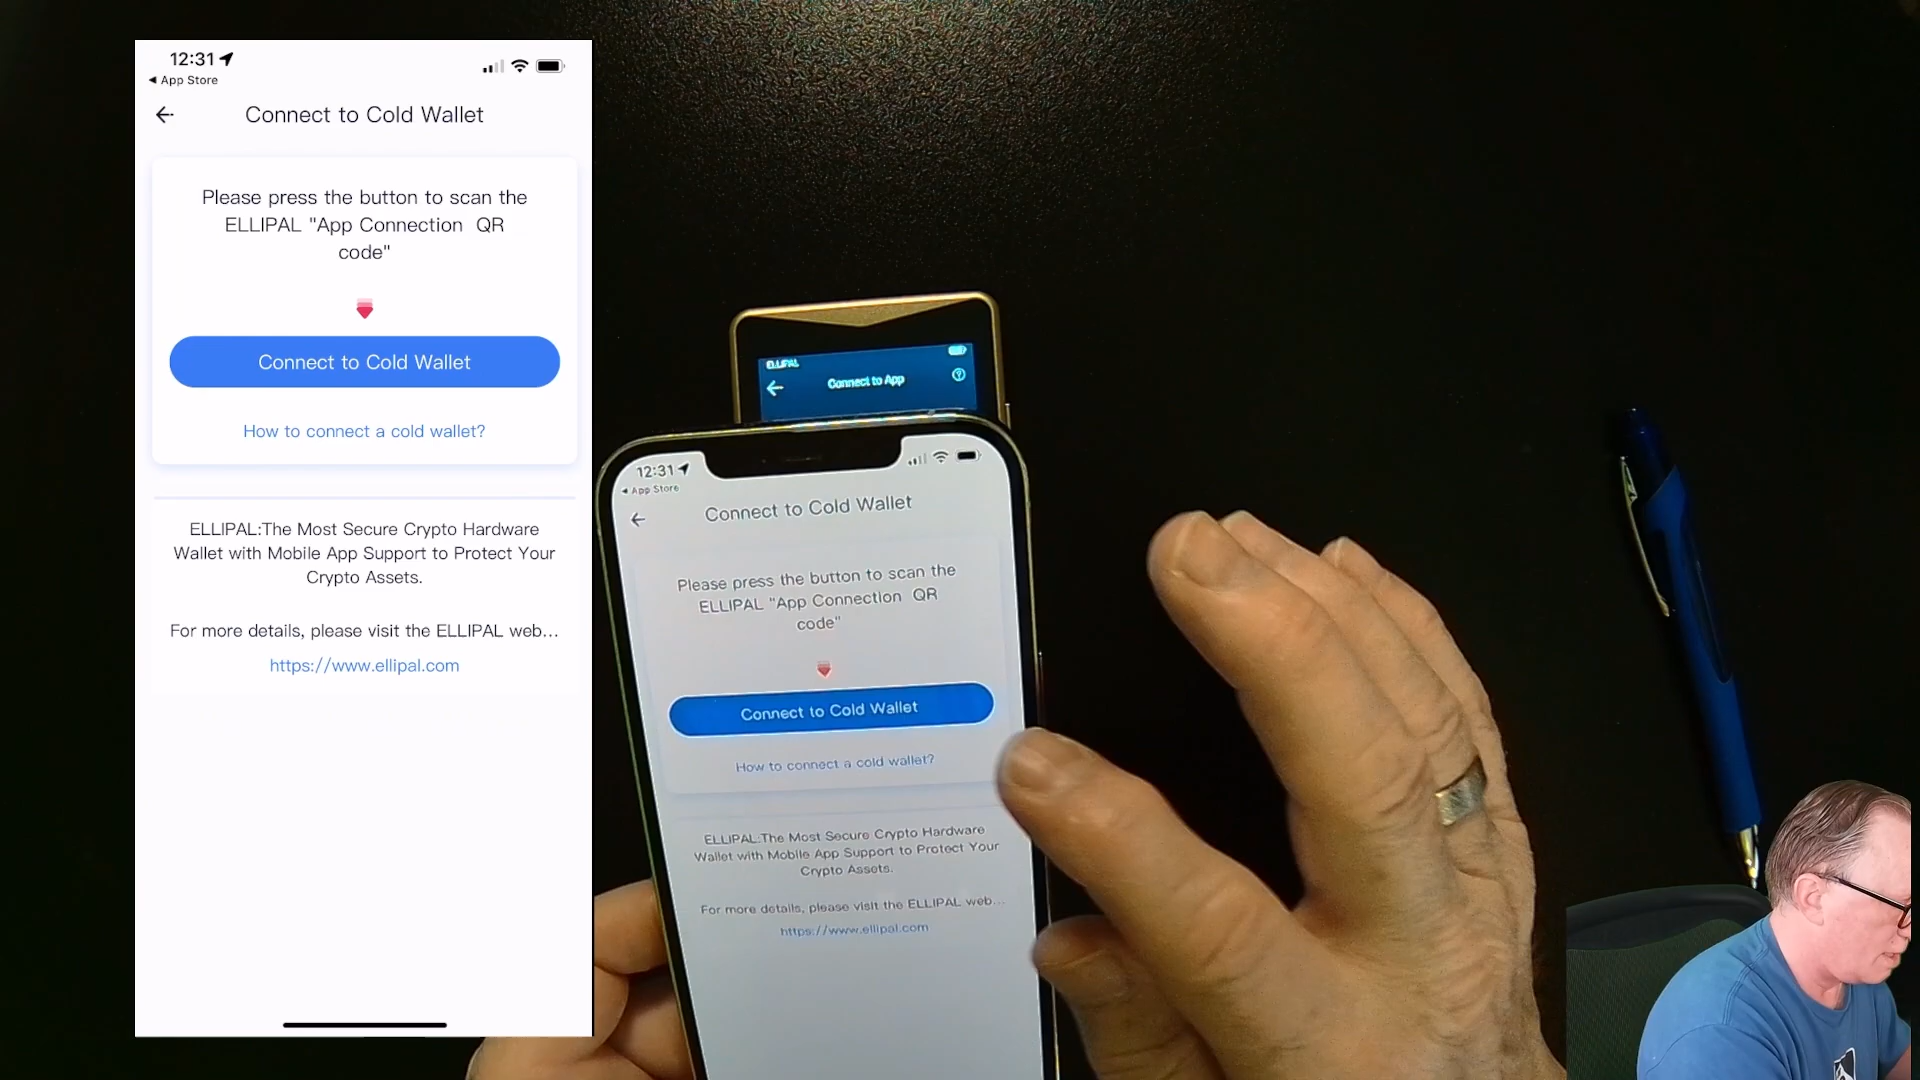 12:31
App Store
Connect to Cold Wallet
Please press the button to scan the
ELLIPAL "App Connection QR
code"
Connect to Cold Wallet
How to connect a cold wallet?
ELLIPAL:The Most Secure Crypto Hardware
Wallet with Mobile App Support to Protect Your
Crypto Assets.
For more details, please visit the ELLIPAL web...
https://www.ellipal.com
ELLIPAL
Connect to App
12:31
App Store
Connect to Cold Wallet
Please press the button to scan the
ELLIPAL "App Connection QR
code"
Connect to Cold Wallet
How to connect a cold wallet?
ELLIPAL:The Most Secure Crypto Hardware
Wallet with Mobile App Support to Protect Your
Crypto Assets.
For more details, please visit the ELLIPAL web...
https://www.ellipal.com